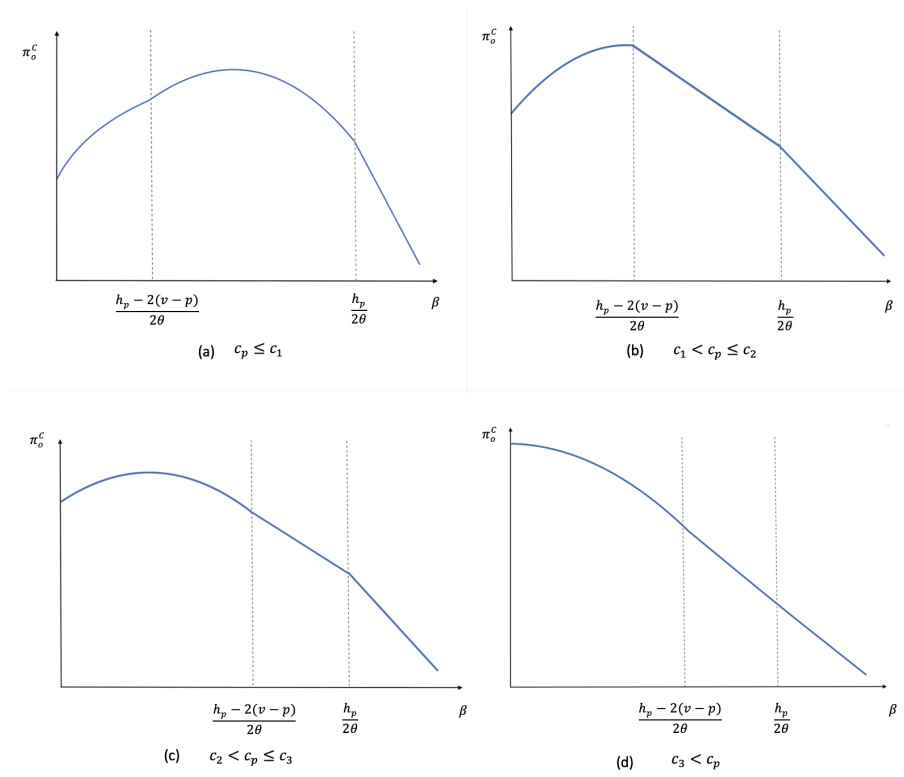 π_o^C
h_p − 2(v − p)
2θ
h_p
2θ
β
(a) c_p ≤ c_1
π_o^C
h_p − 2(v − p)
2θ
h_p
2θ
β
(b) c_1 < c_p ≤ c_2
π_o^C
h_p − 2(v − p)
2θ
h_p
2θ
β
(c) c_2 < c_p ≤ c_3
π_o^C
h_p − 2(v − p)
2θ
h_p
2θ
β
(d) c_3 < c_p